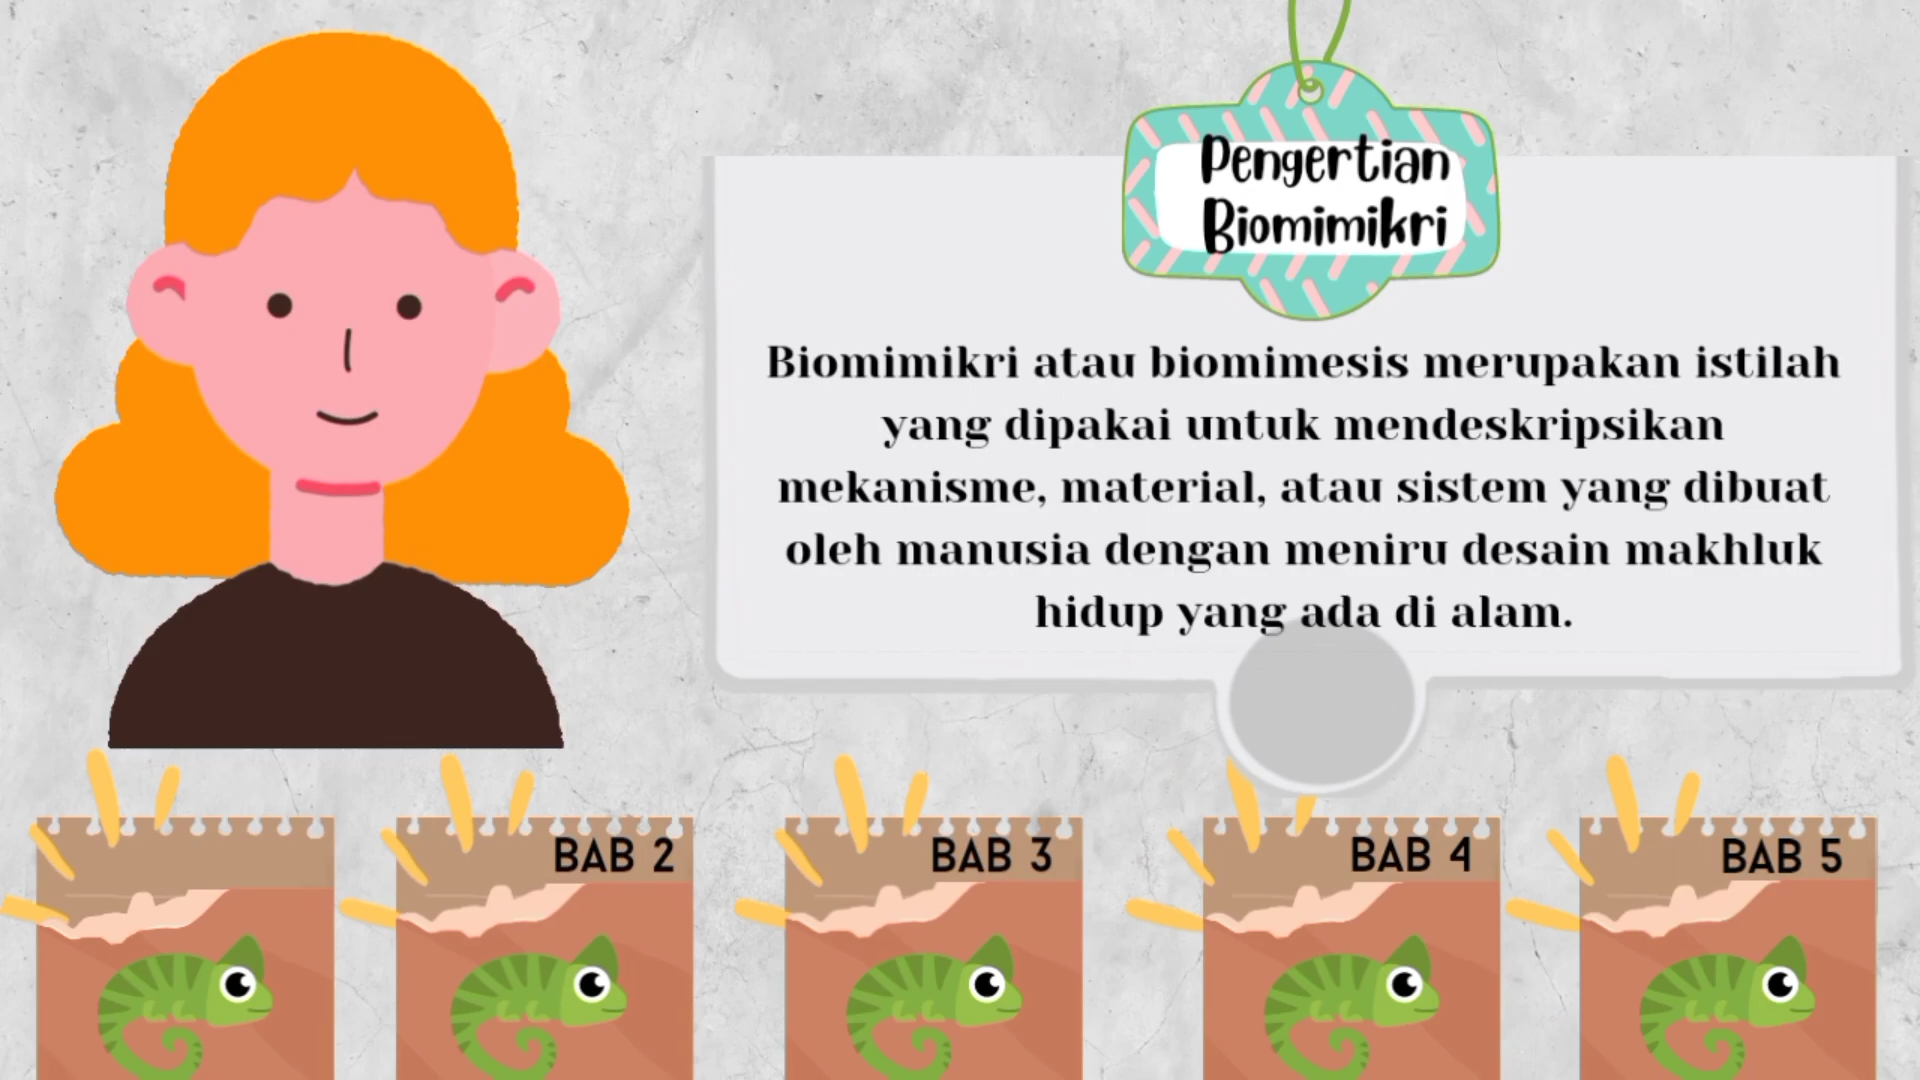 Pengertian
Biomimikri
Biomimikri atau biomimesis merupakan istilah
yang dipakai untuk mendeskripsikan
mekanisme, material, atau sistem yang dibuat
oleh manusia dengan meniru desain makhluk
hidup yang ada di alam.
BAB 2
BAB 3
BAB 4
BAB 5